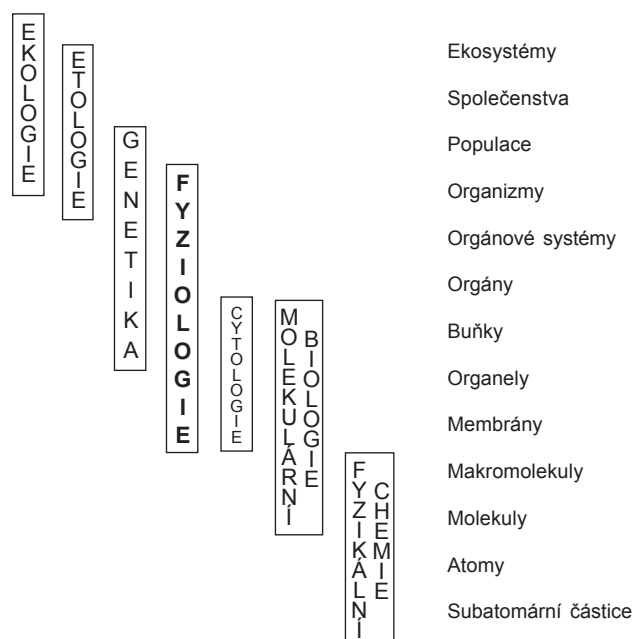 EKOLOGIE
ETOLOGIE
GENETIKA
FYZIOLOGIE
CYTOLOGIE
MOLEKULÁRNÍ
BIOLOGIE
FYZIKÁLNÍ
CHEMIE
Ekosystémy
Společenstva
Populace
Organizmy
Orgánové systémy
Orgány
Buňky
Organely
Membrány
Makromolekuly
Molekuly
Atomy
Subatomární částice